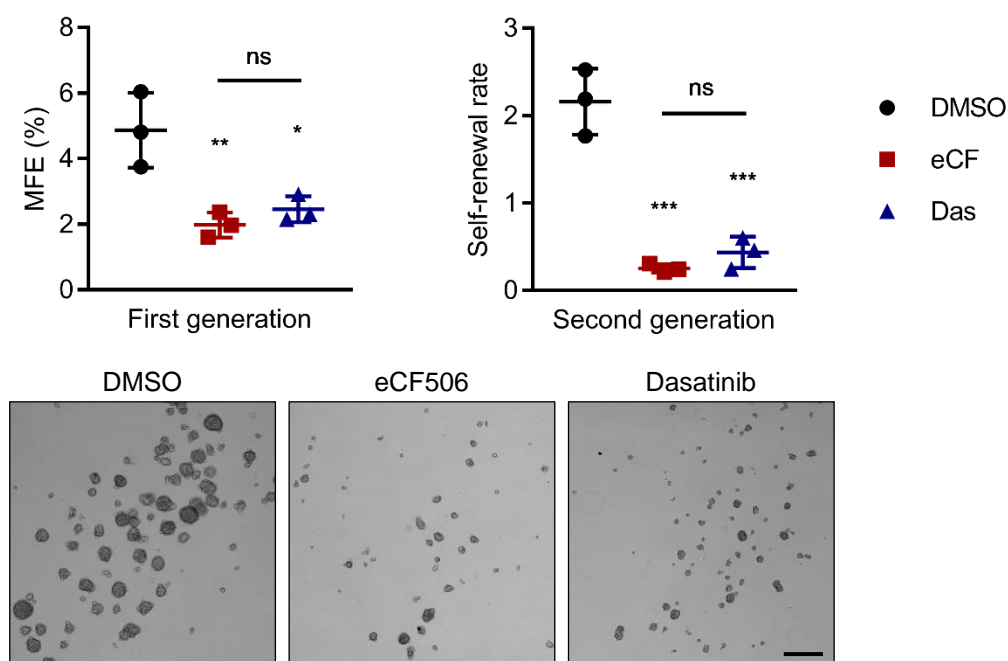 8
6
4
2
0
MFE (%)
ns
**
*
First generation
3
2
1
0
Self-renewal rate
ns
***
***
Second generation
DMSO
eCF
Das
DMSO
eCF506
Dasatinib